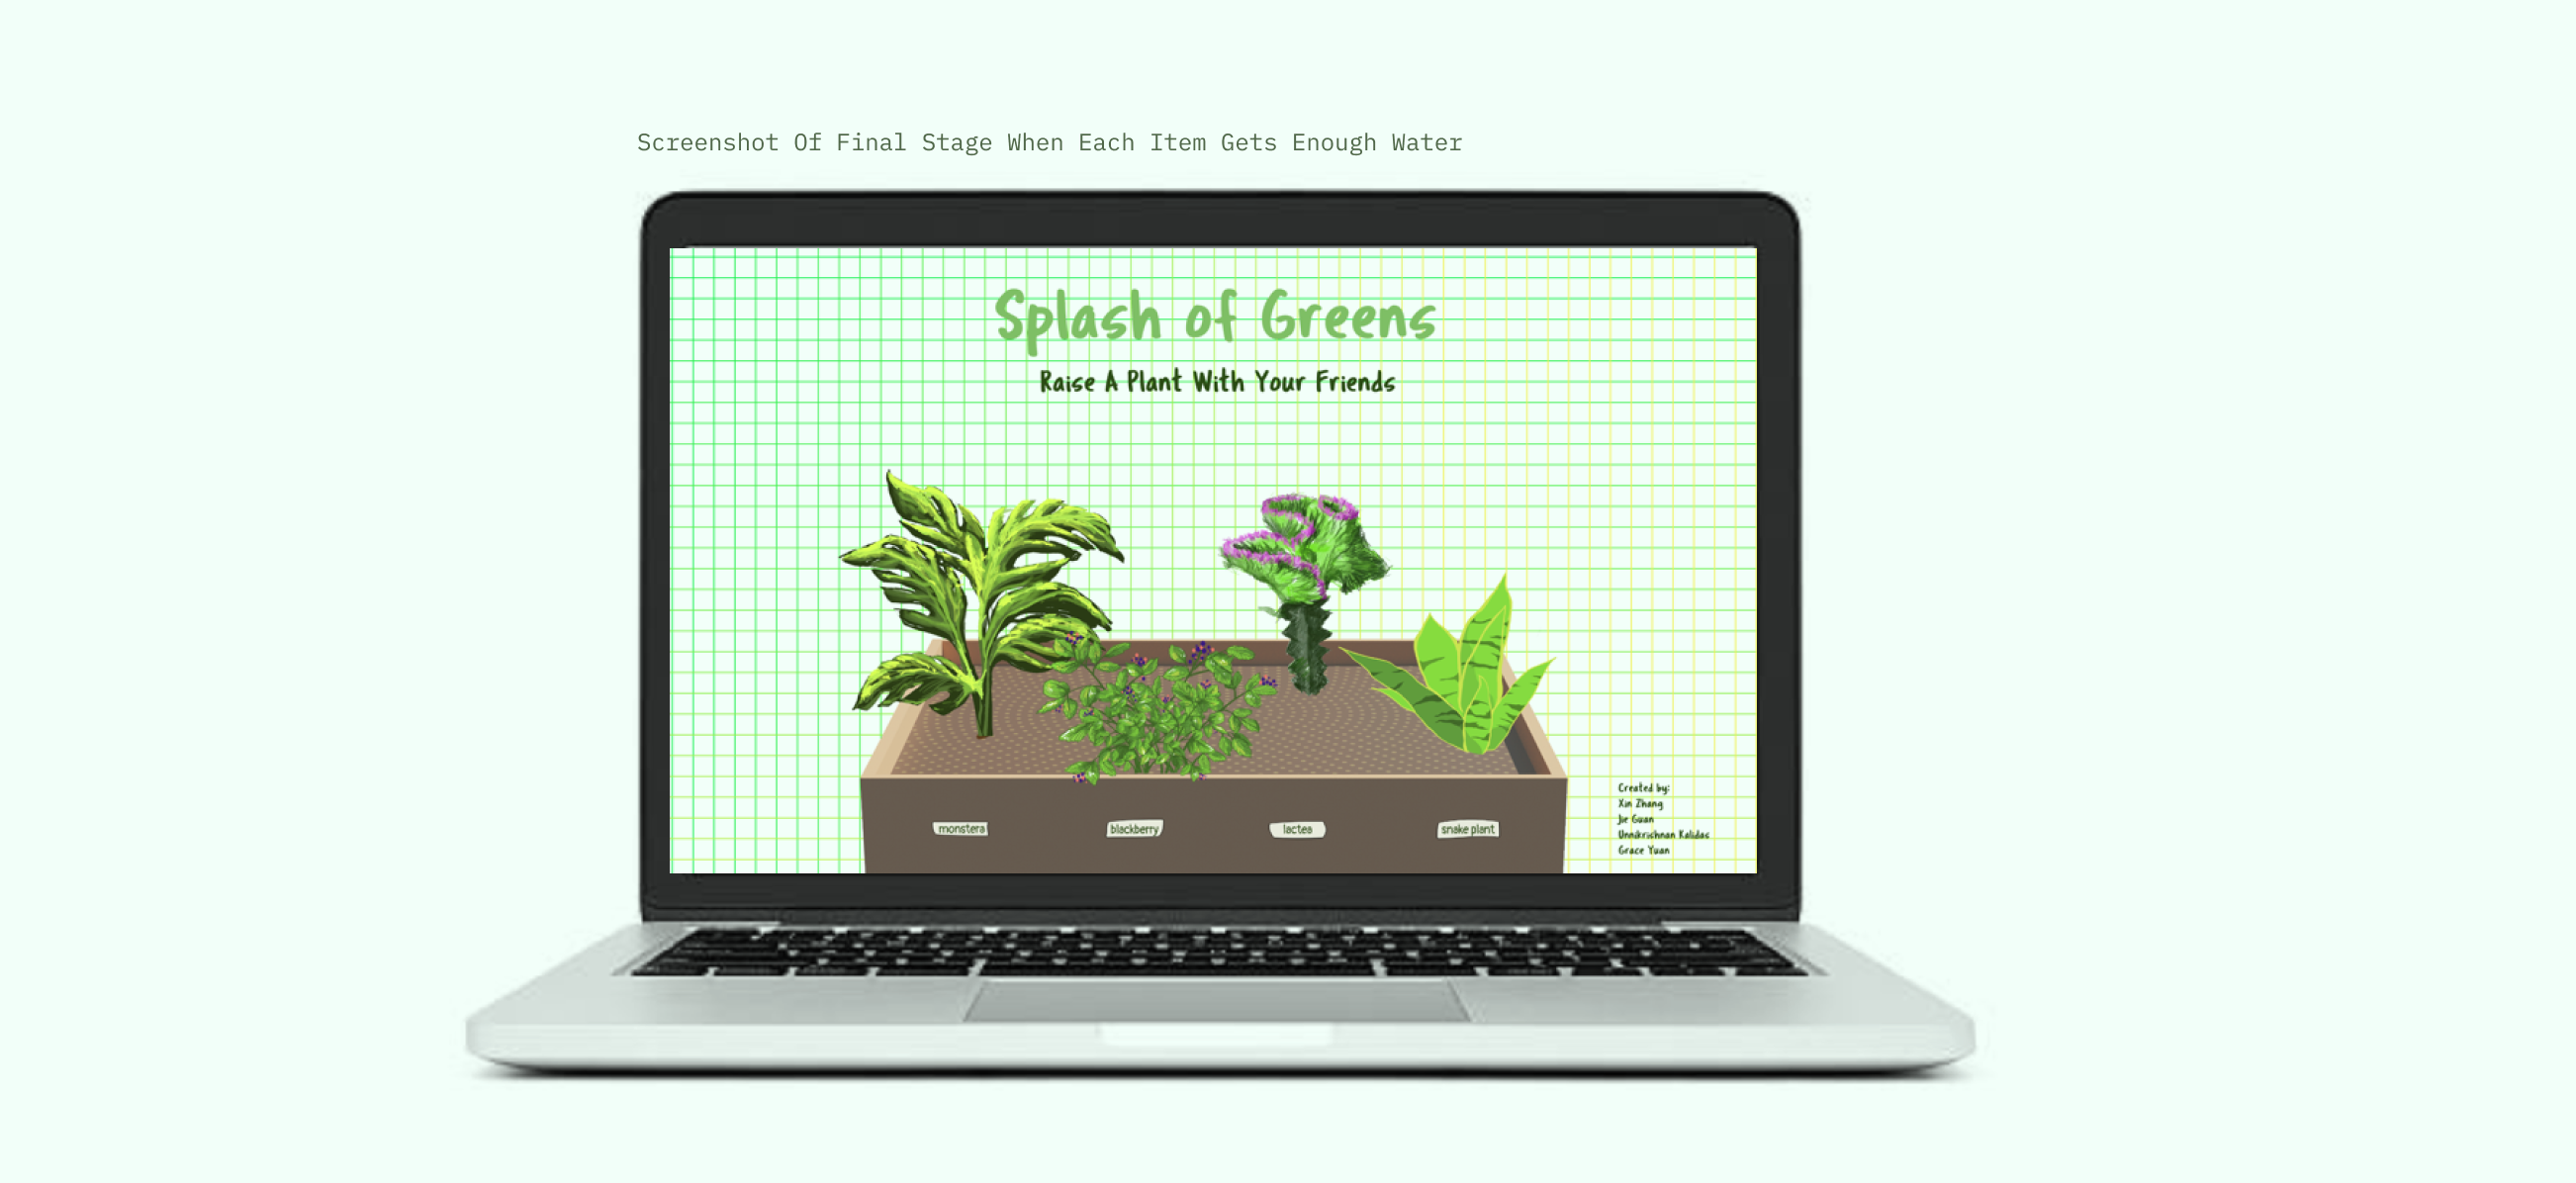 Screenshot Of Final Stage When Each Item Gets Enough Water
Splash of Greens
Raise A Plant With Your Friends
monstera
blackberry
lactea
snake plant
Created by:
Xin Zhang
Jie Guan
Unnikrichnan Kalidas
Grace Yuan